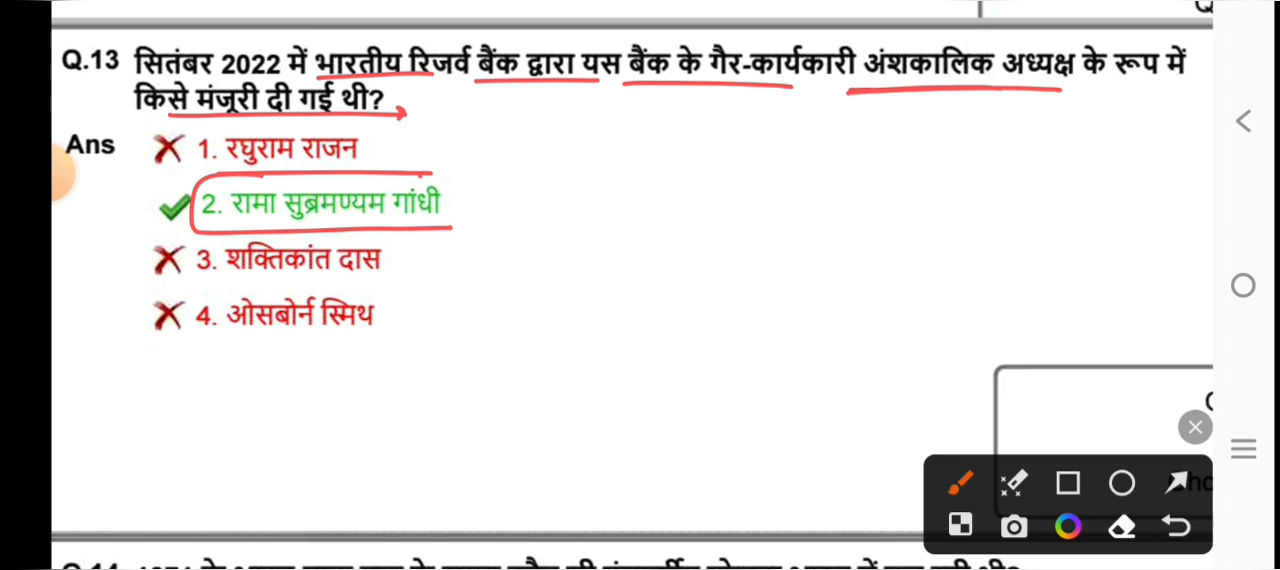 Q.13 सितंबर 2022 में भारतीय रिजर्व बैंक द्वारा यस बैंक के गैर-कार्यकारी अंशकालिक अध्यक्ष के रूप में
किसे मंजूरी दी गई थी?
Ans 1. रघुराम राजन
2. रामा सुब्रमण्यम गांधी
3. शक्तिकांत दास
4. ओसबोर्न स्मिथ